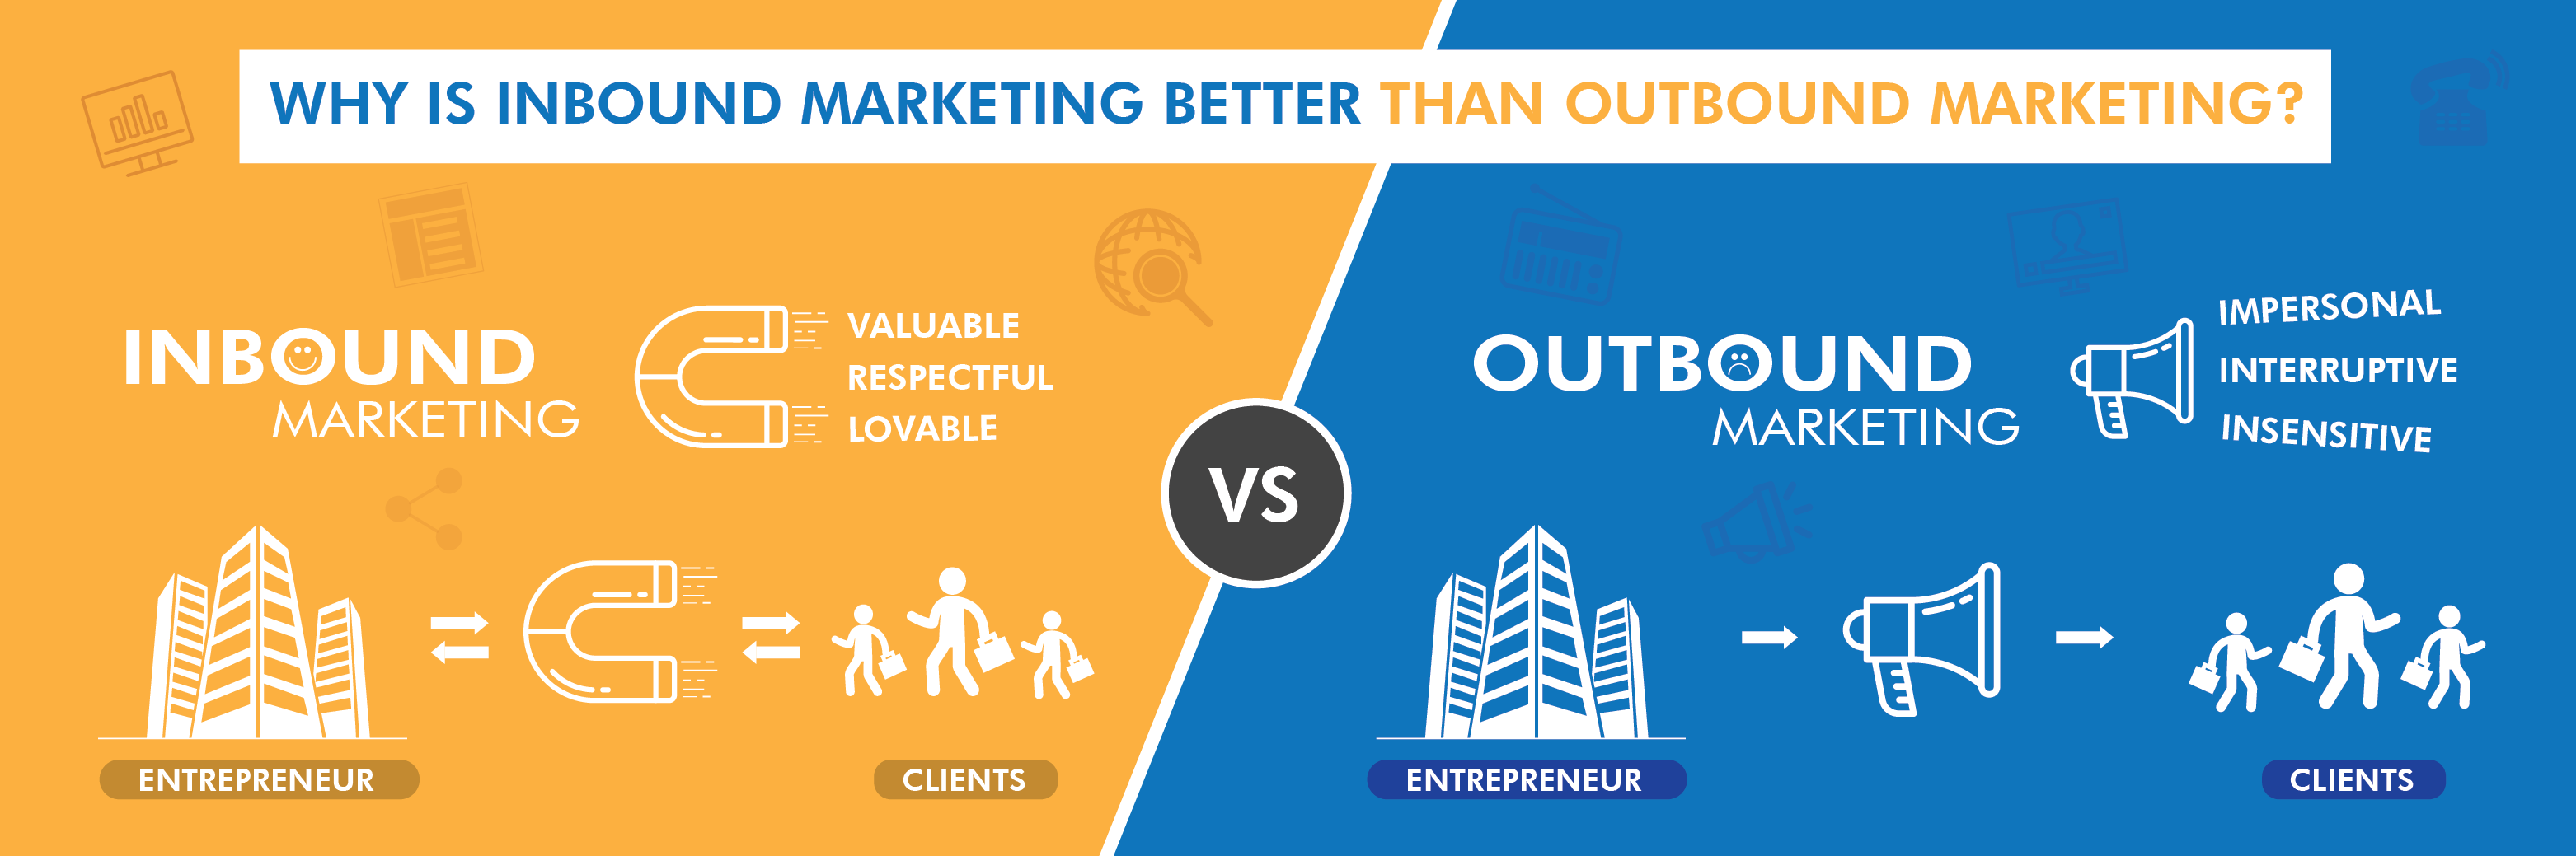 WHY IS INBOUND MARKETING BETTER THAN OUTBOUND MARKETING?
INBOUND
MARKETING
VALUABLE
RESPECTFUL
LOVABLE
ENTREPRENEUR
CLIENTS
VS
OUTBOUND
MARKETING
IMPERSONAL
INTERRUPTIVE
INSENSITIVE
ENTREPRENEUR
CLIENTS